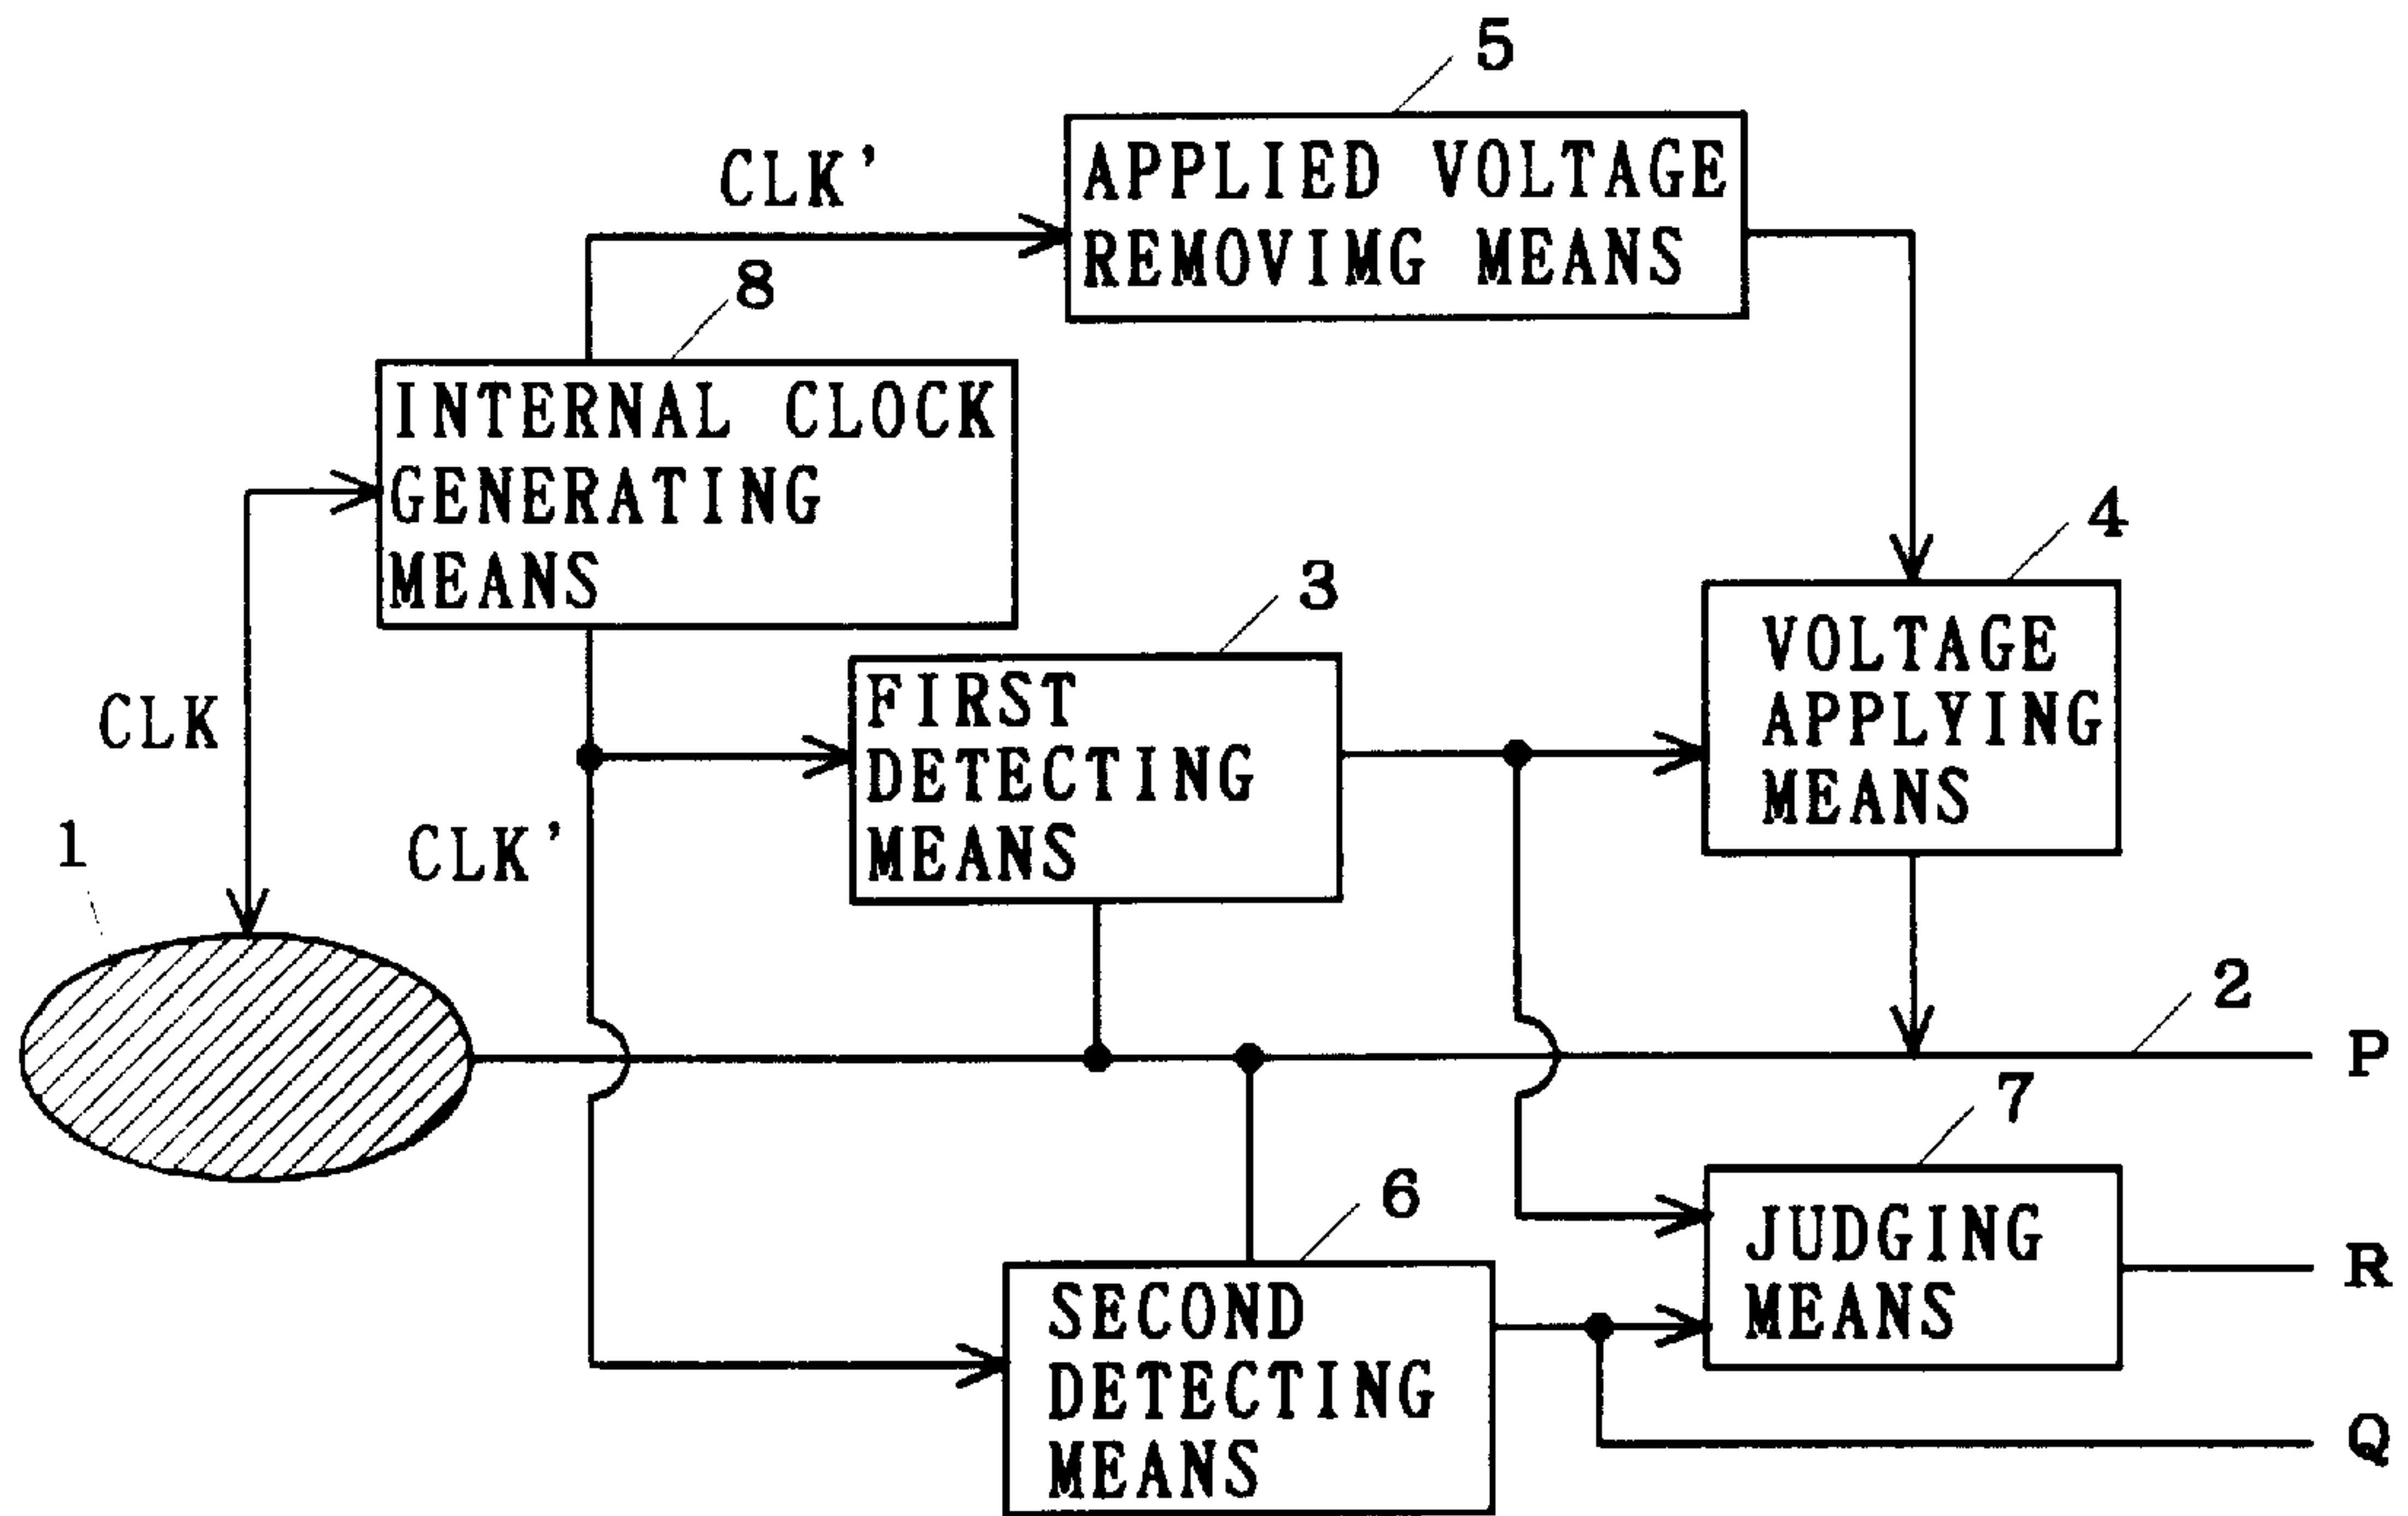 5
CLK'
APPLIED VOLTAGE
REMOVIMG MEANS
8
INTERNAL CLOCK
GENERATING
MEANS
4
3
VOLTAGE
APPLYING
MEANS
FIRST
DETECTING
MEANS
CLK
CLK'
1
2
P
7
6
JUDGING
MEANS
R
SECOND
DETECTING
MEANS
Q